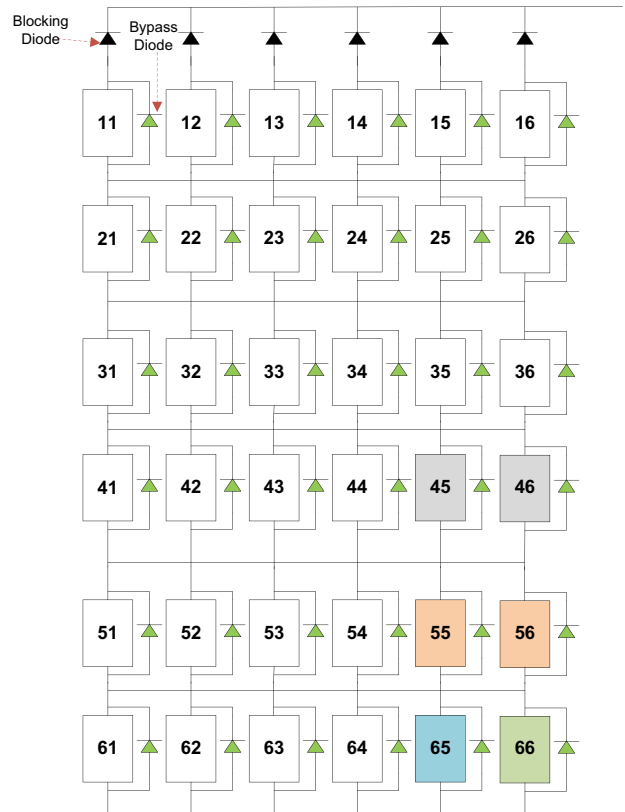 Blocking
Diode
Bypass
Diode
11 12 13 14 15 16
21 22 23 24 25 26
31 32 33 34 35 36
41 42 43 44 45 46
51 52 53 54 55 56
61 62 63 64 65 66